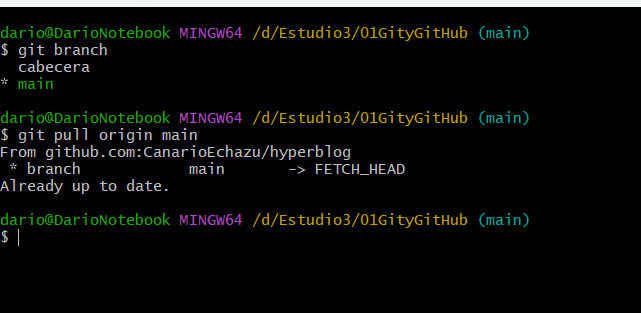 dario@DarioNotebook MINGW64 /d/Estudio3/01GityGitHub (main)
$ git branch
  cabecera
* main
dario@DarioNotebook MINGW64 /d/Estudio3/01GityGitHub (main)
$ git pull origin main
From github.com:CanarioEchazu/hyperblog
 * branch            main       -> FETCH_HEAD
Already up to date.
dario@DarioNotebook MINGW64 /d/Estudio3/01GityGitHub (main)
$